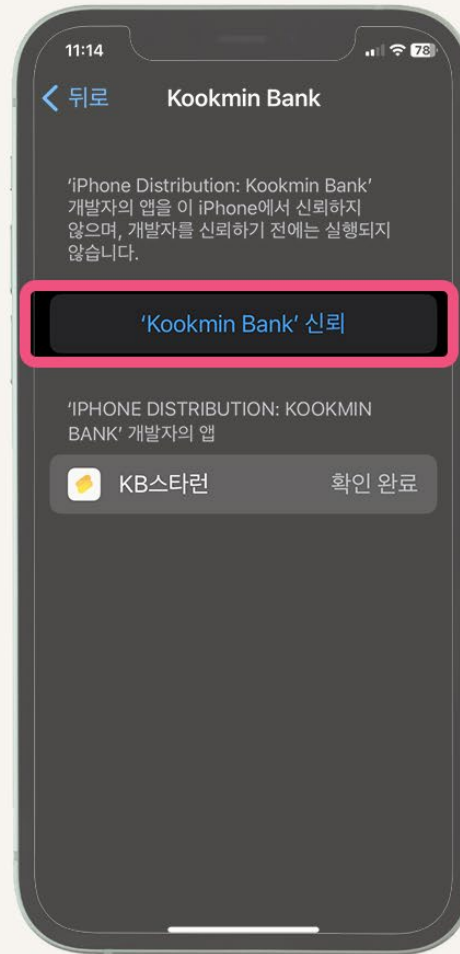 11:14
78
뒤로
Kookmin Bank
‘iPhone Distribution: Kookmin Bank’
개발자의 앱을 이 iPhone에서 신뢰하지
않으며, 개발자를 신뢰하기 전에는 실행되지
않습니다.
‘Kookmin Bank’ 신뢰
‘IPHONE DISTRIBUTION: KOOKMIN
BANK’ 개발자의 앱
KB스타런
확인 완료